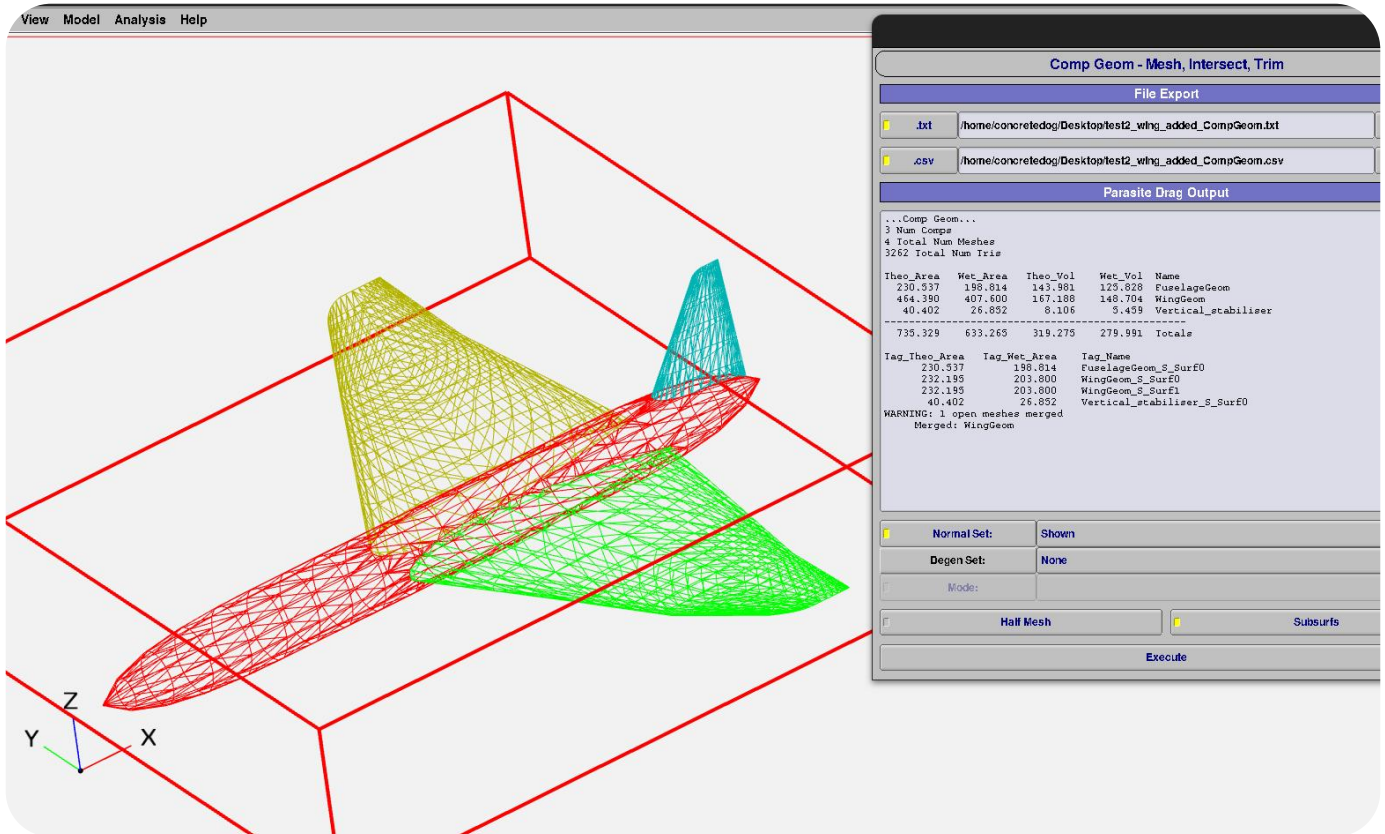 View Model Analysis Help
Comp Geom - Mesh, Intersect, Trim
File Export
.txt /home/concretedog/Desktop/test2_wing_added_CompGeom.txt
.csv /home/concretedog/Desktop/test2_wing_added_CompGeom.csv
Parasite Drag Output
...Comp Geom...
3 Num Comps
4 Total Num Meshes
3262 Total Num Tris
Theo_Area Wet_Area Theo_Vol Wet_Vol Name
230.537 198.814 143.981 125.828 FuselageGeom
464.390 407.600 167.188 148.704 WingGeom
40.402 26.852 8.106 5.459 Vertical_stabiliser
-----------------------------------------------
735.329 633.265 319.275 279.991 Totals
Tag_Theo_Area Tag_Wet_Area Tag_Name
230.537 198.814 FuselageGeom_S_Surf0
232.195 203.800 WingGeom_S_Surf0
232.195 203.800 WingGeom_S_Surf1
40.402 26.852 Vertical_stabiliser_S_Surf0
WARNING: 1 open meshes merged
Merged: WingGeom
Normal Set: Shown
Degen Set: None
Mode:
Half Mesh Subsurfs
Execute
Z
Y X